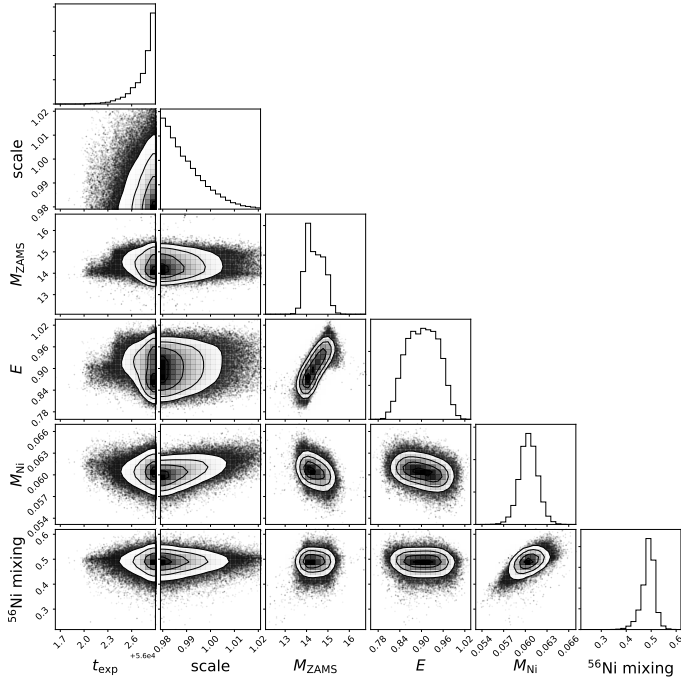 1.02
1.01
1.00
0.99
0.98
scale
16
15
14
13
M_ZAMS
1.02
0.96
0.90
0.84
0.78
E
0.066
0.063
0.060
0.057
0.054
M_Ni
0.6
0.5
0.4
0.3
⁵⁶Ni mixing
1.7 2.0 2.3 2.6 0.98 0.99 1.00 1.01 1.02 13 14 15 16 0.78 0.84 0.90 0.96 1.02 0.054 0.057 0.060 0.063 0.066 0.3 0.4 0.5 0.6
+5.6e4
t_exp scale M_ZAMS E M_Ni ⁵⁶Ni mixing